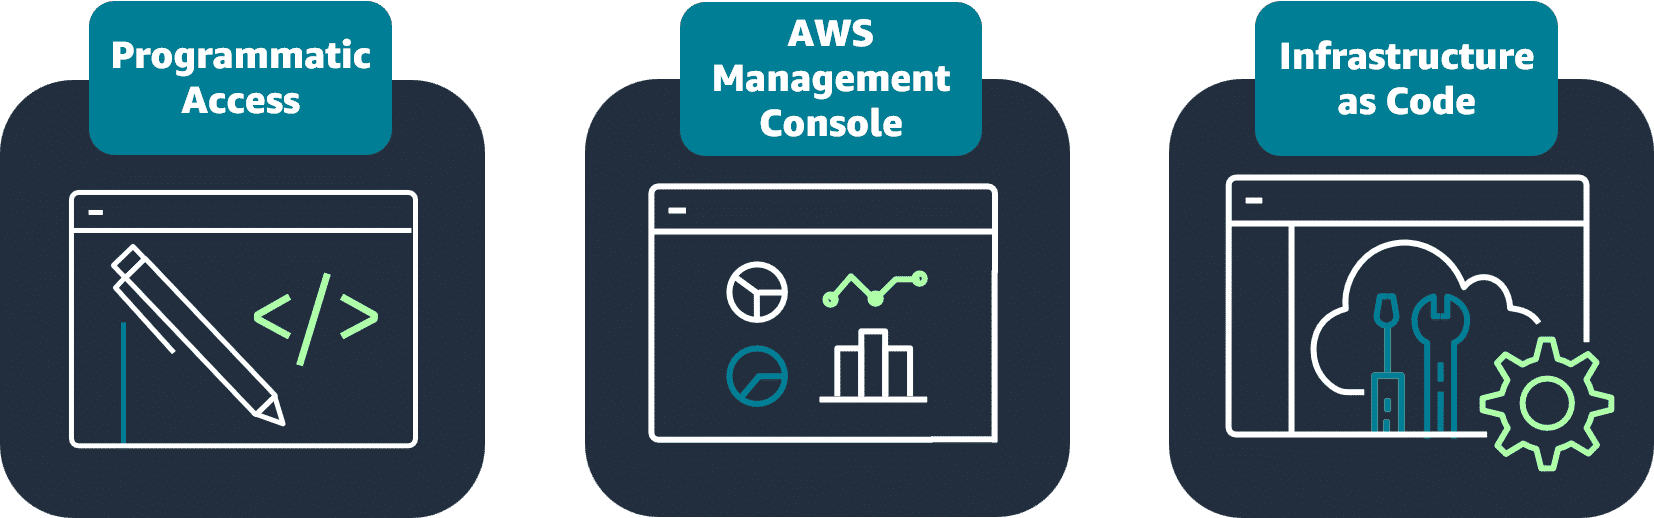 Programmatic
Access
AWS
Management
Console
Infrastructure
as Code